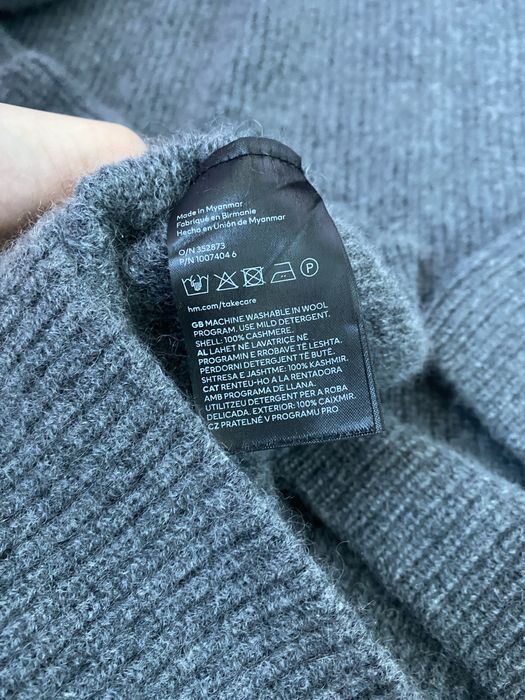 Made in Myanmar
Fabriqué en Birmanie
Hecho en Unión de Myanmar
O/N 352873
P/N 1007404 6
P
hm.com/takecare
GB MACHINE WASHABLE IN WOOL
PROGRAM. USE MILD DETERGENT.
SHELL: 100% CASHMERE.
AL LAHET NË LAVATRIÇE NË
PROGRAMIN E RROBAVE TË LESHTA.
PËRDORNI DETERGJENT TË BUTË.
SHTRESA E JASHTME: 100% KASHMIR.
CAT RENTEU-HO A LA RENTADORA
AMB PROGRAMA DE LLANA.
UTILITZEU DETERGENT PER A ROBA
DELICADA. EXTERIOR: 100% CAIXMIR.
CZ PRATELNÉ V PROGRAMU PRO